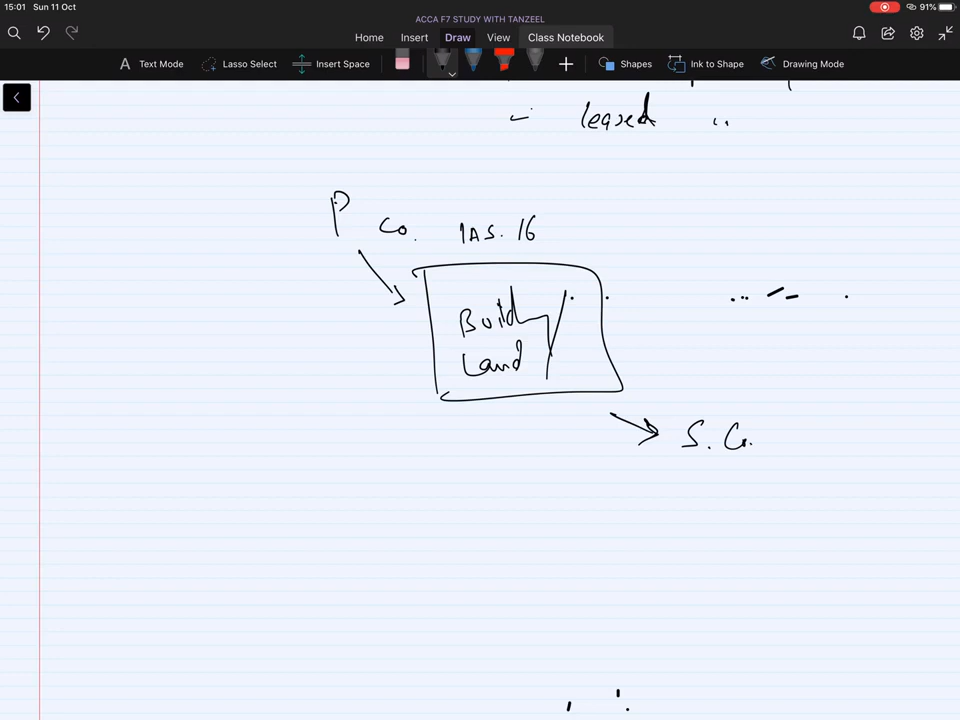 15:01 Sun 11 Oct
91%
ACCA F7 STUDY WITH TANZEEL
Home Insert Draw View Class Notebook
Text Mode Lasso Select Insert Space Shapes Ink to Shape Drawing Mode
leased "
P Co. IAS. 16
Build/
Land
S. Co.